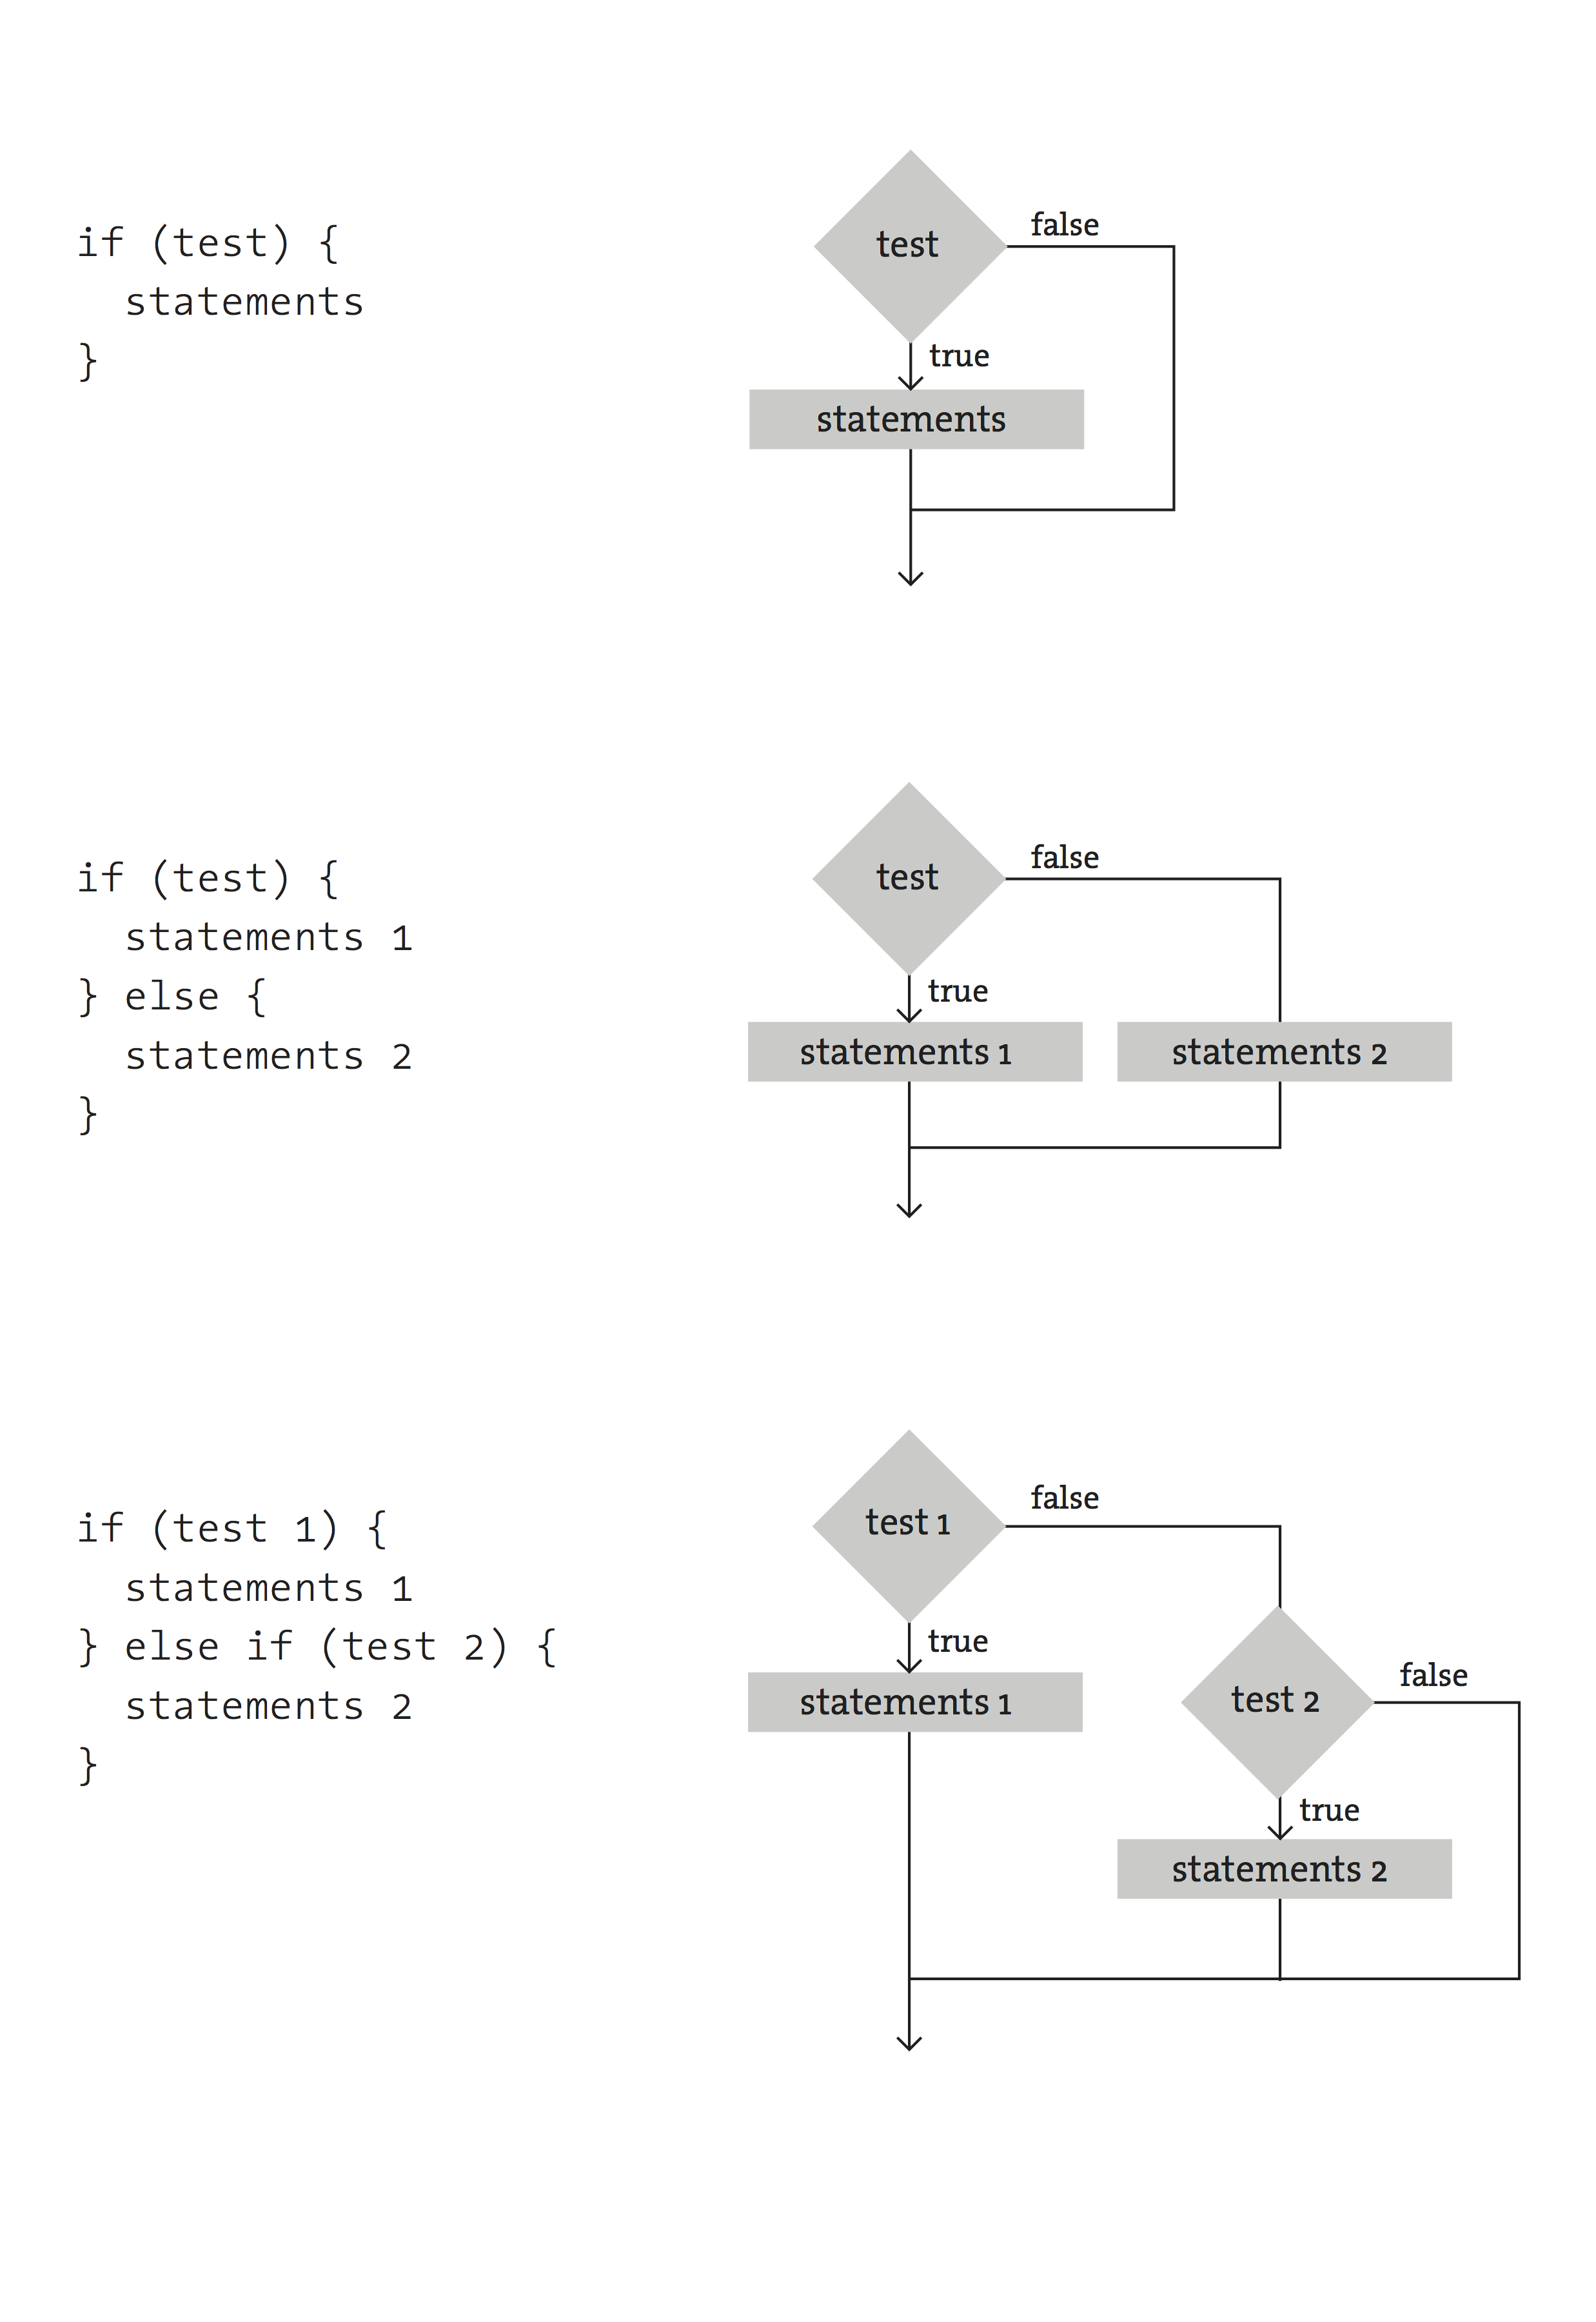 if (test) {
  statements
}
test
false
true
statements
if (test) {
  statements 1
} else {
  statements 2
}
test
false
true
statements 1
statements 2
if (test 1) {
  statements 1
} else if (test 2) {
  statements 2
}
test 1
false
true
statements 1
test 2
false
true
statements 2